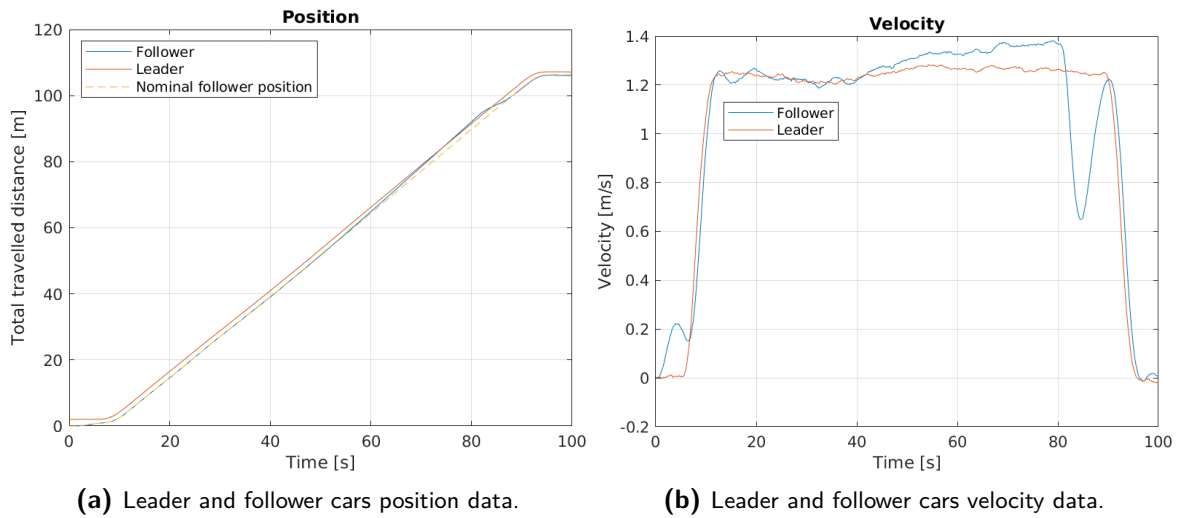 Position
120
100
80
60
40
20
0
Total travelled distance [m]
Follower
Leader
Nominal follower position
0 20 40 60 80 100
Time [s]
(a) Leader and follower cars position data.
Velocity
1.4
1.2
1
0.8
0.6
0.4
0.2
0
-0.2
Velocity [m/s]
Follower
Leader
0 20 40 60 80 100
Time [s]
(b) Leader and follower cars velocity data.